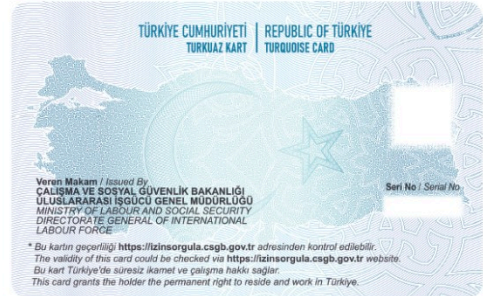 TÜRKİYE CUMHURİYETİ | REPUBLIC OF TÜRKİYE
TURKUAZ KART | TURQUOISE CARD
Veren Makam / Issued By
ÇALIŞMA VE SOSYAL GÜVENLİK BAKANLIĞI
ULUSLARARASI İŞGÜCÜ GENEL MÜDÜRLÜĞÜ
MINISTRY OF LABOUR AND SOCIAL SECURITY
DIRECTORATE GENERAL OF INTERNATIONAL
LABOUR FORCE
Seri No / Serial No
* Bu kartın geçerliliği https://izinsorgula.csgb.gov.tr adresinden kontrol edilebilir.
The validity of this card could be checked via https://izinsorgula.csgb.gov.tr website.
Bu kart Türkiye'de süresiz ikamet ve çalışma hakkı sağlar.
This card grants the holder the permanent right to reside and work in Türkiye.